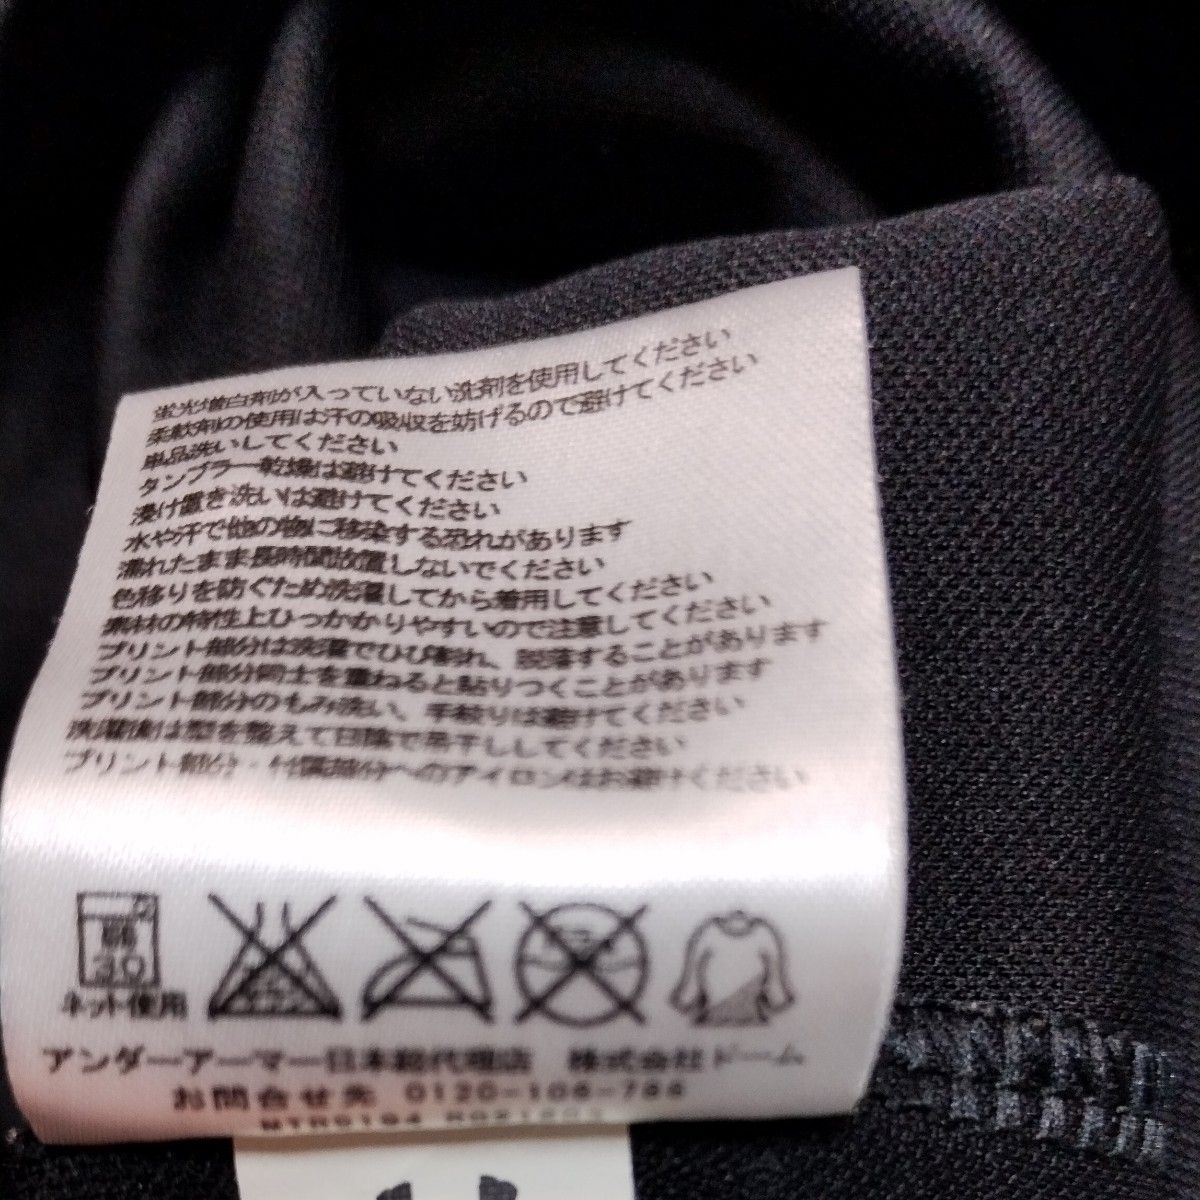 蛍光増白剤が入っていない洗剤を使用してください
柔軟剤の使用は汗の吸収を妨げるので避けてください
単品洗いしてください
タンブラー乾燥は避けてください
浸け置き洗いは避けてください
水や汗で他の物に移染する恐れがあります
濡れたまま長時間放置しないでください
色移りを防ぐため洗濯してから着用してください
素材の特性上ひっかかりやすいので注意してください
プリント部分は洗濯でひび割れ、脱落することがあります
プリント部分同士を重ねると貼りつくことがあります
プリント部分のもみ洗い、手絞りは避けてください
洗濯後は型を整えて日陰で吊干ししてください
プリント部分・付属部分へのアイロンはお避けください
30
ネット使用
アンダーアーマー日本総代理店 株式会社ドーム
お問合せ先 0120-106-786